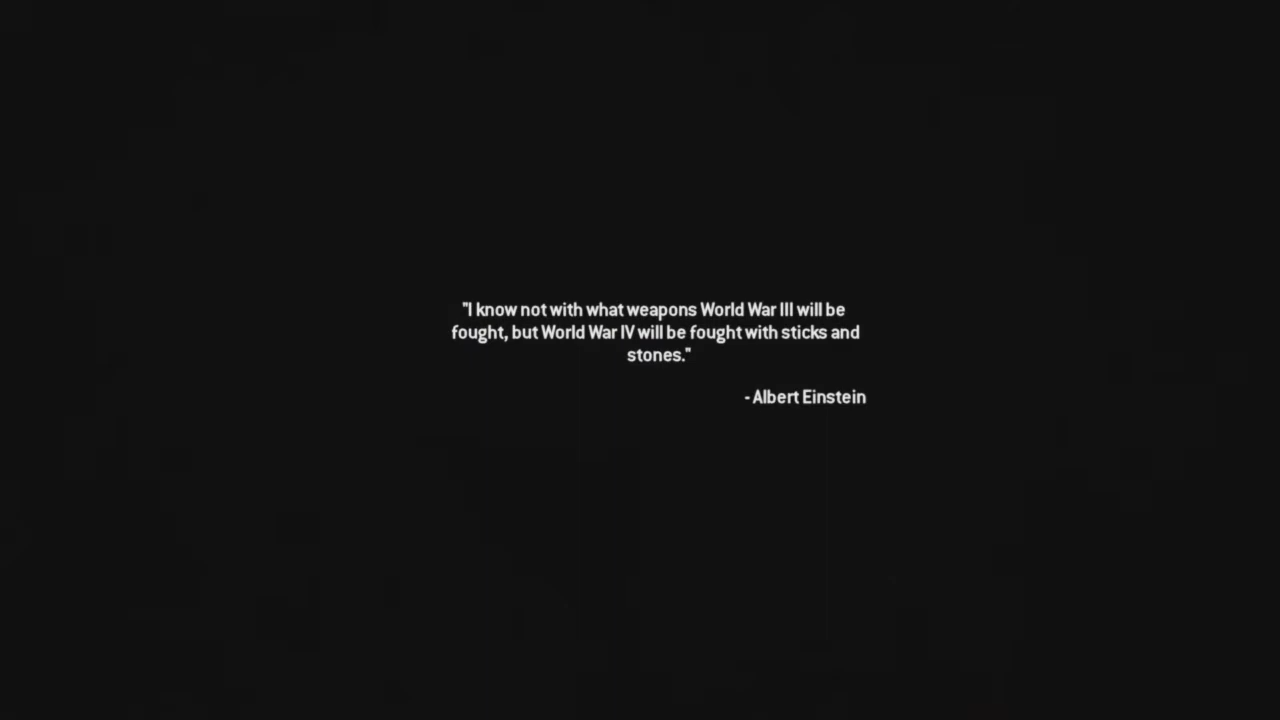 "I know not with what weapons World War III will be
fought, but World War IV will be fought with sticks and
stones."
- Albert Einstein